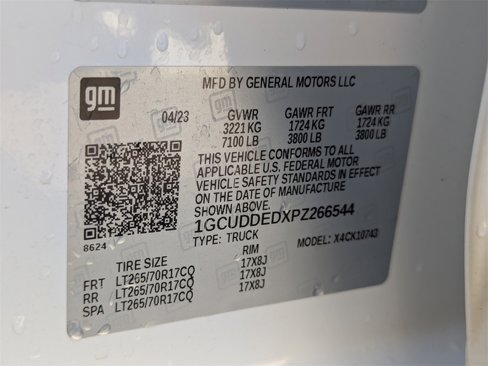 gm
MFD BY GENERAL MOTORS LLC
04/23 GVWR GAWR FRT GAWR RR
3221 KG 1724 KG 1724 KG
7100 LB 3800 LB 3800 LB
THIS VEHICLE CONFORMS TO ALL
APPLICABLE U.S. FEDERAL MOTOR
VEHICLE SAFETY STANDARDS IN EFFECT
ON THE DATE OF MANUFACTURE
SHOWN ABOVE.
1GCUDDEDXPZ266544
8624
TYPE: TRUCK MODEL: X4CK10743
TIRE SIZE RIM
FRT LT265/70R17CQ 17X8J
RR LT265/70R17CQ 17X8J
SPA LT265/70R17CQ 17X8J